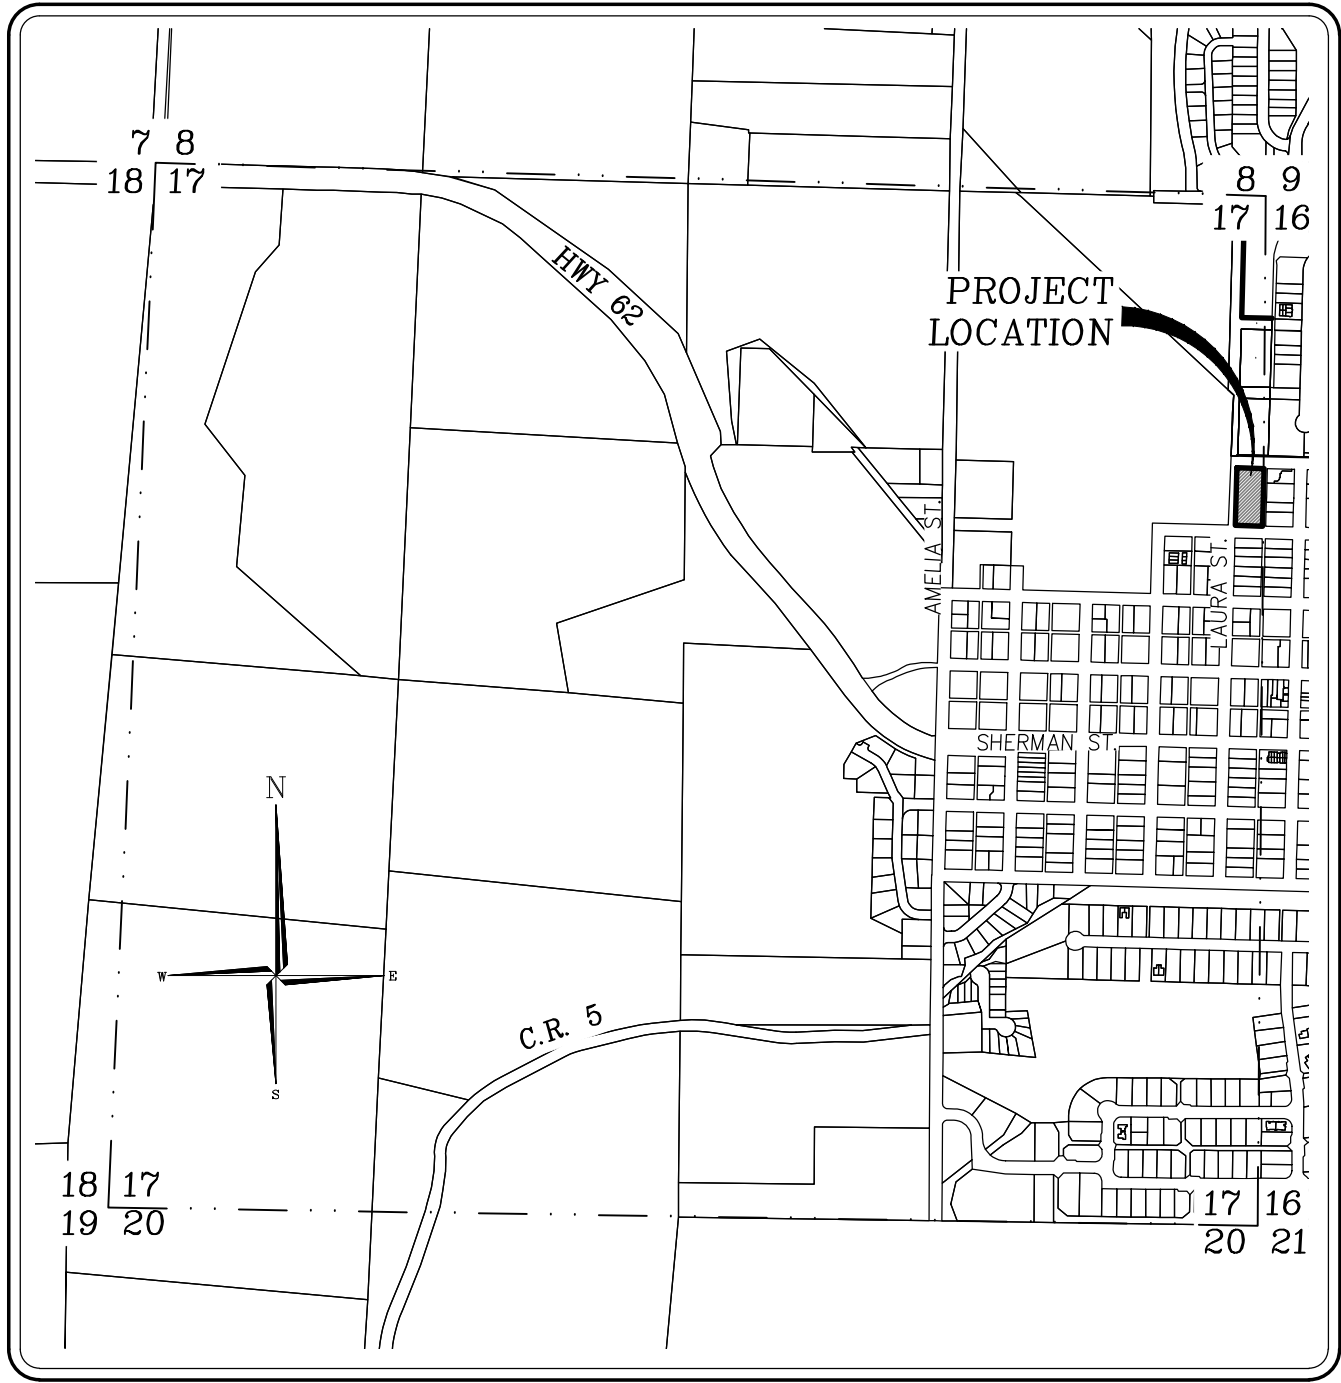 7 8
18 17
8 9
17 16
HWY 62
PROJECT
LOCATION
AMELIA ST.
LAURA ST.
SHERMAN ST.
N
W
E
S
C.R. 5
18 17
19 20
17 16
20 21